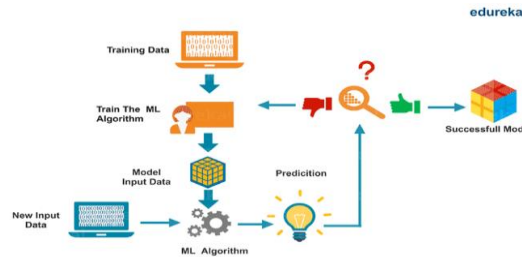 edureka
Training Data
?
Train The ML
Algorithm
Successfull Mod
Model
Input Data
Predicition
New Input
Data
ML Algorithm